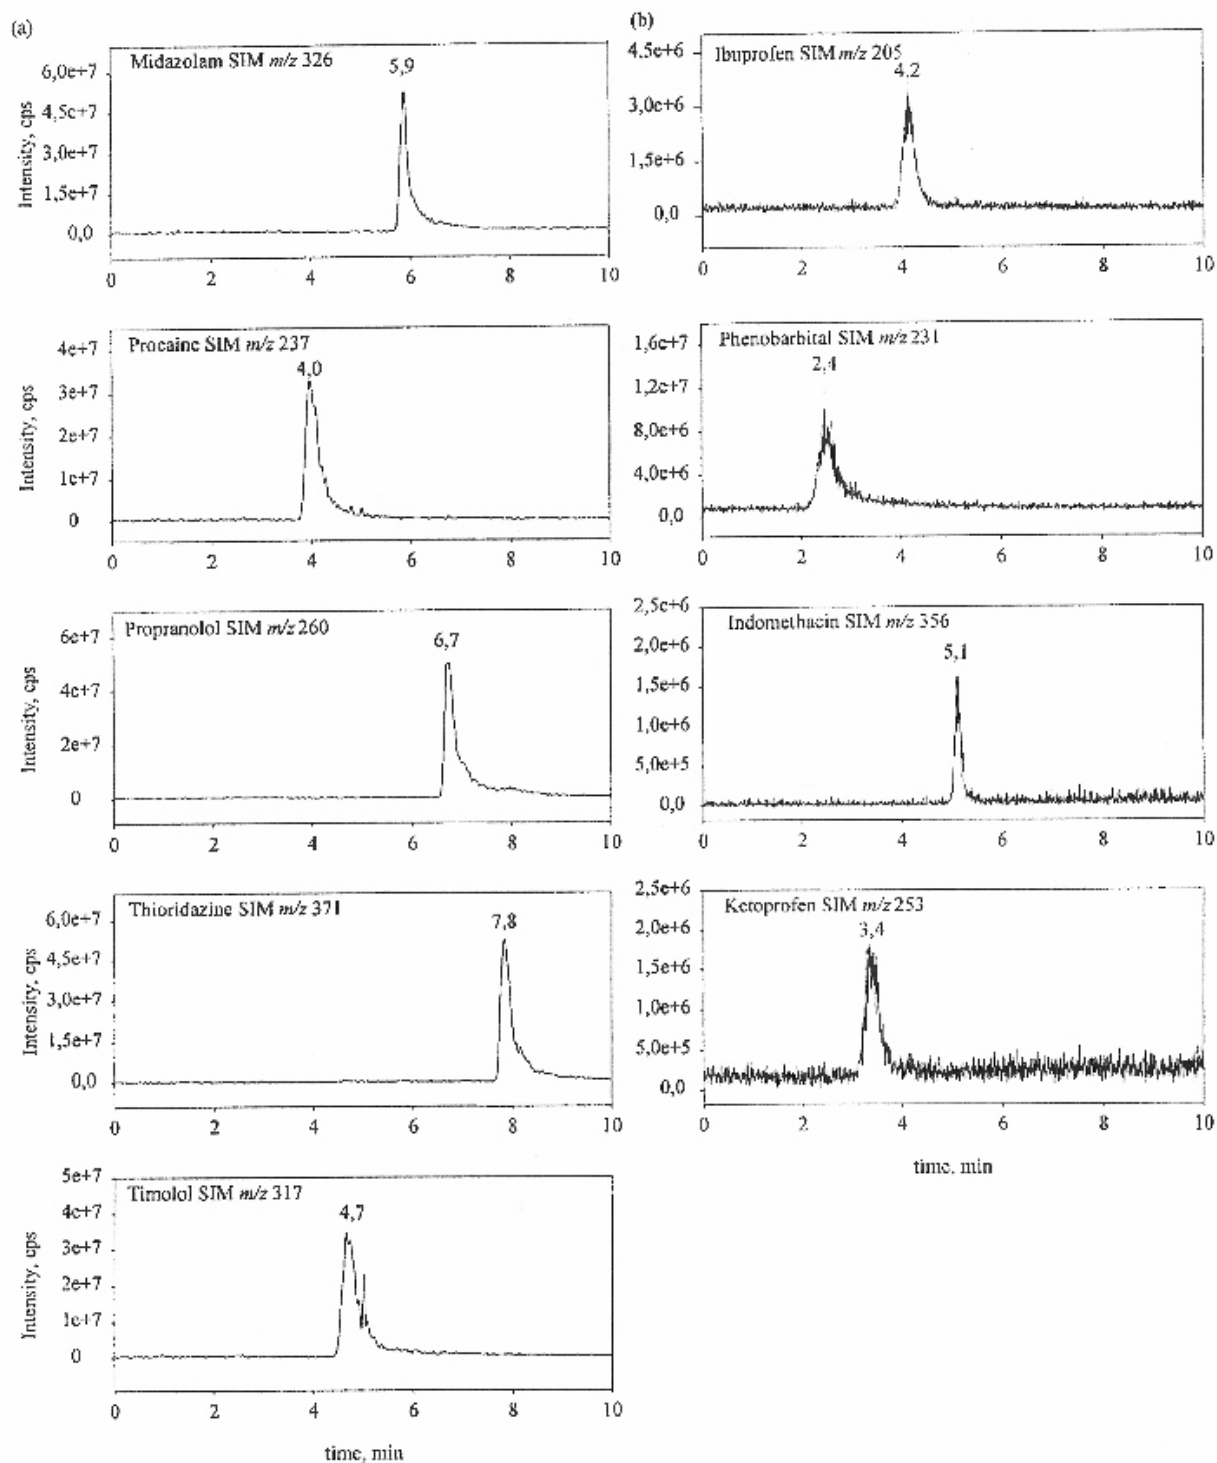 (a)
Midazolam SIM m/z 326
5,9
Intensity, cps
6,0e+7
4,5e+7
3,0e+7
1,5e+7
0,0
0 2 4 6 8 10
Procaine SIM m/z 237
4,0
Intensity, cps
4e+7
3e+7
2e+7
1e+7
0
0 2 4 6 8 10
Propranolol SIM m/z 260
6,7
Intensity, cps
6e+7
4e+7
2e+7
0
0 2 4 6 8 10
Thioridazine SIM m/z 371
7,8
Intensity, cps
6,0e+7
4,5e+7
3,0e+7
1,5e+7
0,0
0 2 4 6 8 10
Timolol SIM m/z 317
4,7
Intensity, cps
5e+7
4e+7
3e+7
2e+7
1e+7
0
0 2 4 6 8 10
time, min
(b)
Ibuprofen SIM m/z 205
4,2
4,5e+6
3,0e+6
1,5e+6
0,0
0 2 4 6 8 10
Phenobarbital SIM m/z 231
2,4
1,6e+7
1,2e+7
8,0e+6
4,0e+6
0,0
0 2 4 6 8 10
Indomethacin SIM m/z 356
5,1
2,5e+6
2,0e+6
1,5e+6
1,0e+6
5,0e+5
0,0
0 2 4 6 8 10
Ketoprofen SIM m/z 253
3,4
2,5e+6
2,0e+6
1,5e+6
1,0e+6
5,0e+5
0,0
0 2 4 6 8 10
time, min